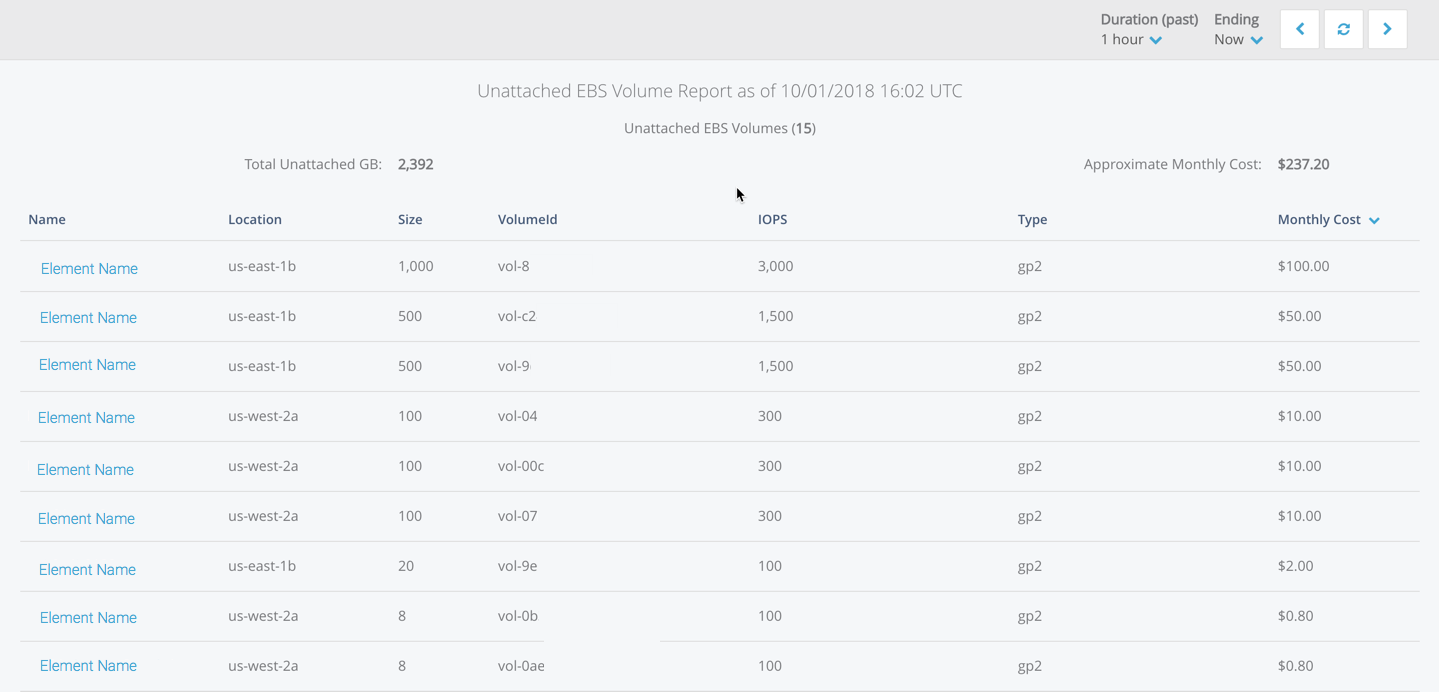 Duration (past) Ending
1 hour Now
Unattached EBS Volume Report as of 10/01/2018 16:02 UTC
Unattached EBS Volumes (15)
Total Unattached GB: 2,392 Approximate Monthly Cost: $237.20
Name Location Size VolumeId IOPS Type Monthly Cost
Element Name us-east-1b 1,000 vol-8 3,000 gp2 $100.00
Element Name us-east-1b 500 vol-c2 1,500 gp2 $50.00
Element Name us-east-1b 500 vol-9 1,500 gp2 $50.00
Element Name us-west-2a 100 vol-04 300 gp2 $10.00
Element Name us-west-2a 100 vol-00c 300 gp2 $10.00
Element Name us-west-2a 100 vol-07 300 gp2 $10.00
Element Name us-east-1b 20 vol-9e 100 gp2 $2.00
Element Name us-west-2a 8 vol-0b 100 gp2 $0.80
Element Name us-west-2a 8 vol-0ae 100 gp2 $0.80